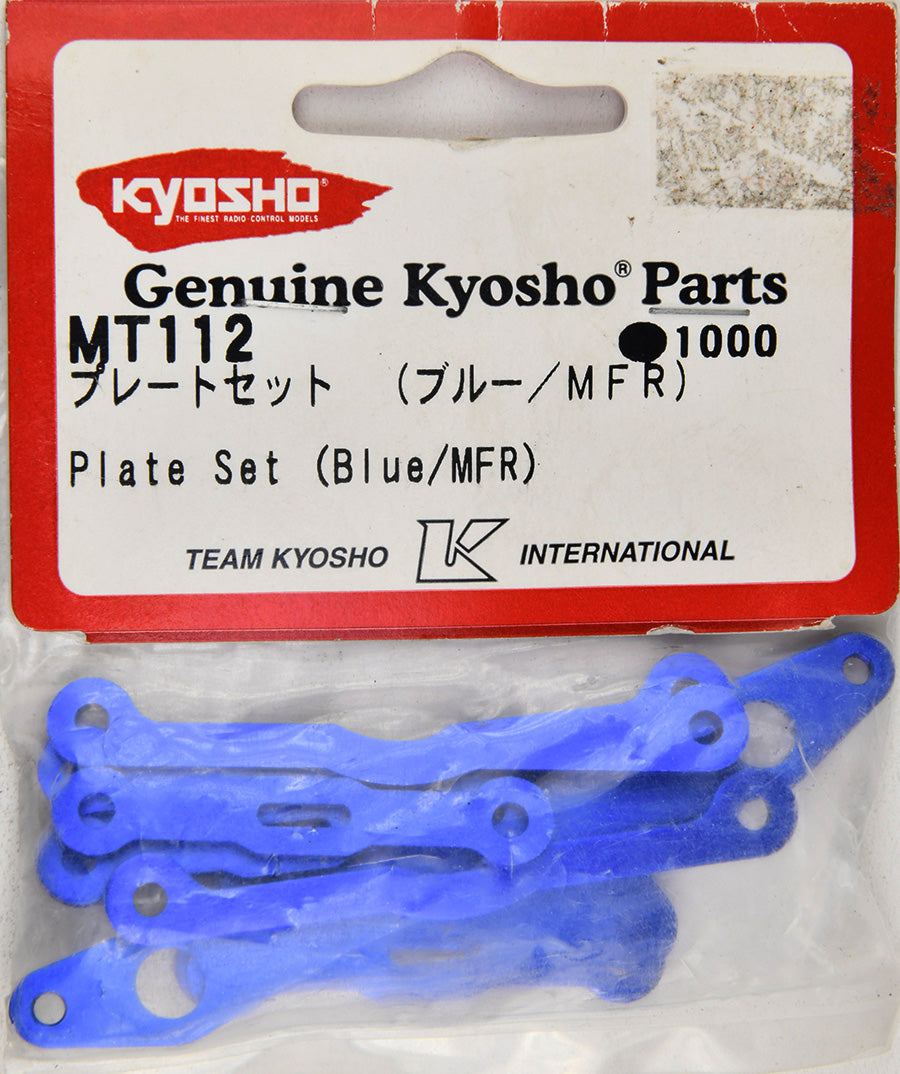 KYOSHO®
THE FINEST RADIO CONTROL MODELS
Genuine Kyosho® Parts
MT112 ●1000
プレートセット (ブルー/MFR)
Plate Set (Blue/MFR)
TEAM KYOSHO K INTERNATIONAL